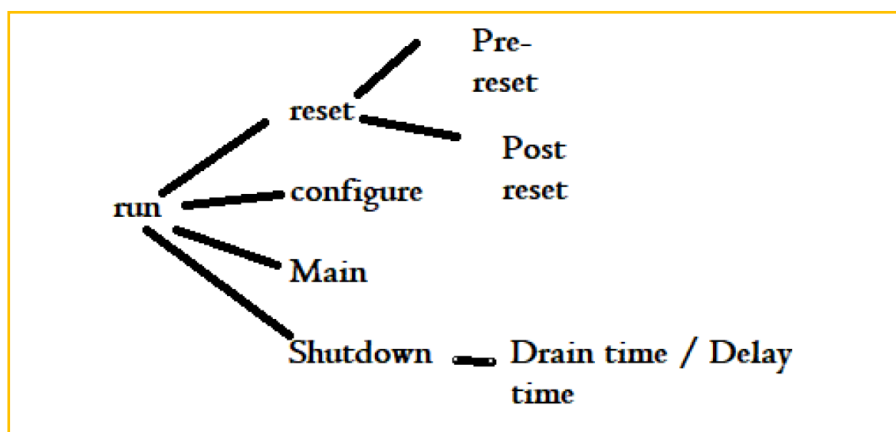 Pre-
reset
reset
Post
reset
configure
run
Main
Shutdown
Drain time / Delay
time